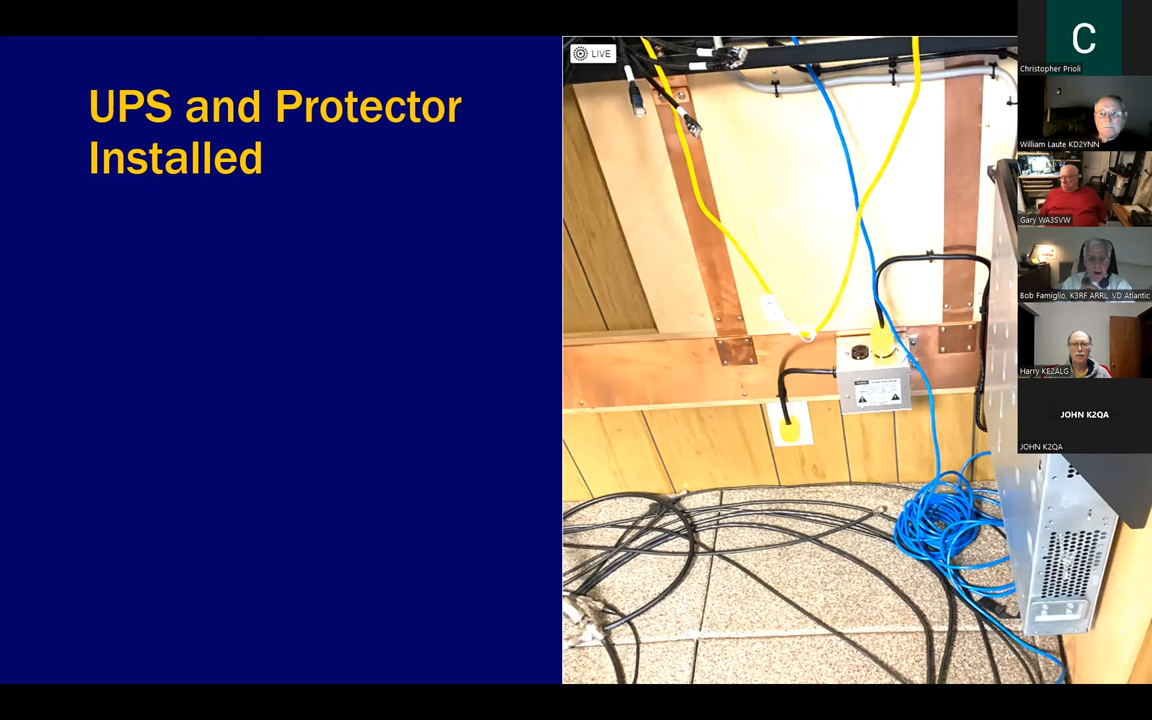 UPS and Protector
Installed
LIVE
C
Christopher Prioli
William Laute KD2YNN
Gary WA3SVW
Bob Famiglio, K3RF ARRL, VD Atlantic
Harry KE2ALG
JOHN K2QA
JOHN K2QA